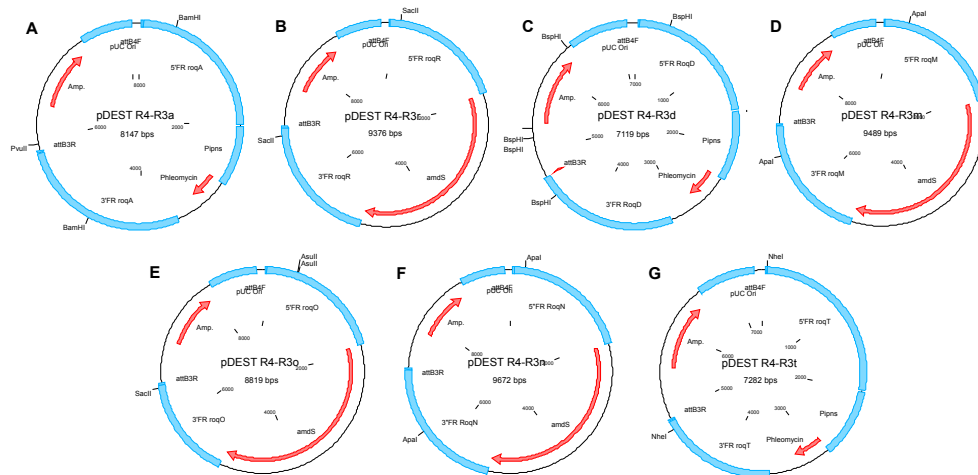 A
BamHI
attB4F
pUC Ori
5'FR roqA
Amp.
8000
pDEST R4-R3a
8147 bps
6000
2000
4000
PvuII
attB3R
Pipns
Phleomycin
3'FR roqA
BamHI
B
SacII
attB4F
pUC Ori
5'FR roqR
Amp.
8000
pDEST R4-R3r
9376 bps
SacII
attB3R
6000
4000
3'FR roqR
amdS
C
BspHI
BspHI
attB4F
pUC Ori
5'FR RoqD
7000
Amp.
6000
1000
pDEST R4-R3d
7119 bps
BspHI
BspHI
5000
2000
Pipns
attB3R
4000
3000
Phleomycin
BspHI
3'FR RoqD
D
ApaI
attB4F
pUC Ori
5'FR roqM
Amp.
8000
pDEST R4-R3m
9489 bps
attB3R
ApaI
6000
4000
3'FR roqM
amdS
E
AsuII
AsuII
attB4F
pUC Ori
5'FR roqO
Amp.
8000
pDEST R4-R3o
8819 bps
2000
SacII
attB3R
6000
4000
3'FR roqO
amdS
F
ApaI
attB4F
pUC Ori
5'FR RoqN
Amp.
8000
pDEST R4-R3n
9672 bps
attB3R
6000
4000
3"FR RoqN
amdS
ApaI
G
NheI
attB4F
pUC Ori
5'FR roqT
7000
Amp.
1000
6000
pDEST R4-R3t
7282 bps
2000
5000
attB3R
4000
3000
Pipns
NheI
Phleomycin
3'FR roqT